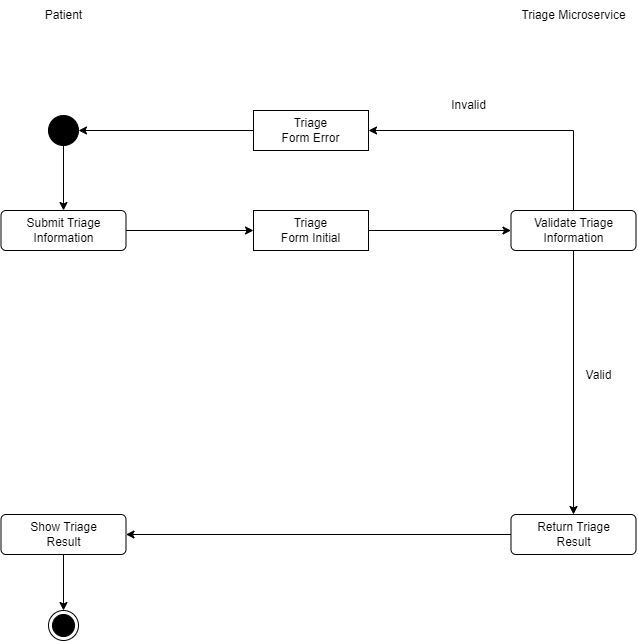 Patient
Triage Microservice
Invalid
Triage
Form Error
Submit Triage
Information
Triage
Form Initial
Validate Triage
Information
Valid
Show Triage
Result
Return Triage
Result